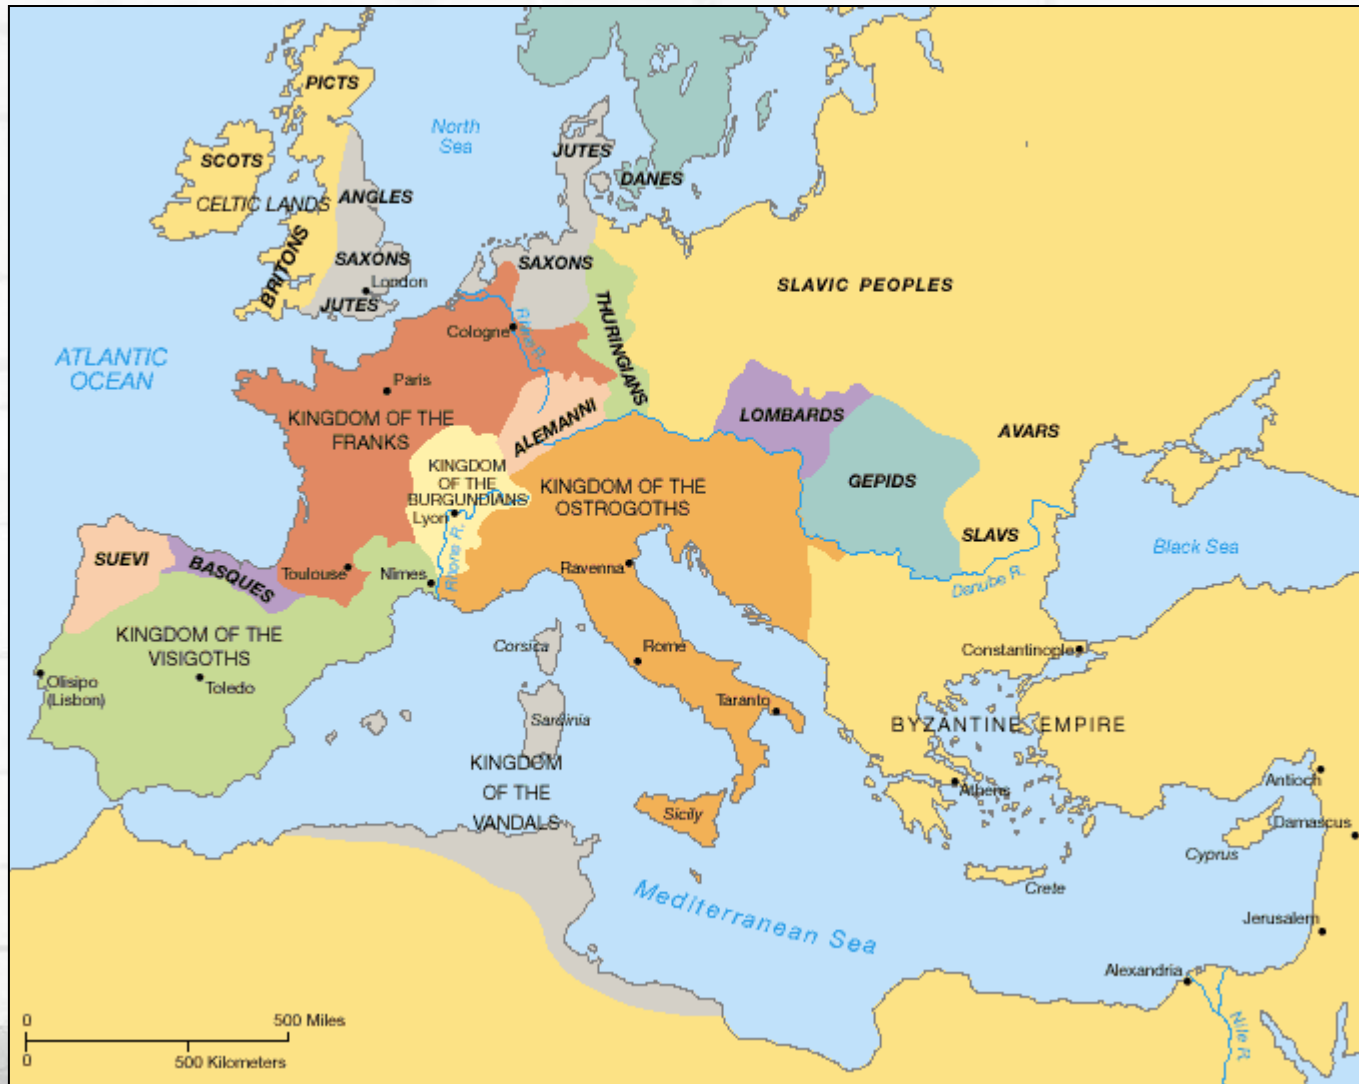 PICTS
North
Sea
SCOTS
JUTES
DANES
CELTIC LANDS
ANGLES
BRITONS
SAXONS
London
JUTES
SAXONS
THURINGIANS
SLAVIC PEOPLES
Rhine R.
Cologne
ATLANTIC
OCEAN
Paris
KINGDOM OF THE
FRANKS
ALEMANNI
LOMBARDS
AVARS
KINGDOM
OF THE
BURGUNDIANS
Lyon
Rhone R.
KINGDOM OF THE
OSTROGOTHS
GEPIDS
SLAVS
Black Sea
Danube R.
SUEVI
BASQUES
Toulouse
Nimes
Ravenna
KINGDOM OF THE
VISIGOTHS
Olisipo
(Lisbon)
Toledo
Corsica
Rome
Constantinople
Sardinia
Taranto
BYZANTINE EMPIRE
KINGDOM
OF THE
VANDALS
Sicily
Athens
Antioch
Damascus
Cyprus
Crete
Mediterranean Sea
Jerusalem
Alexandria
Nile R.
0
500 Miles
0
500 Kilometers